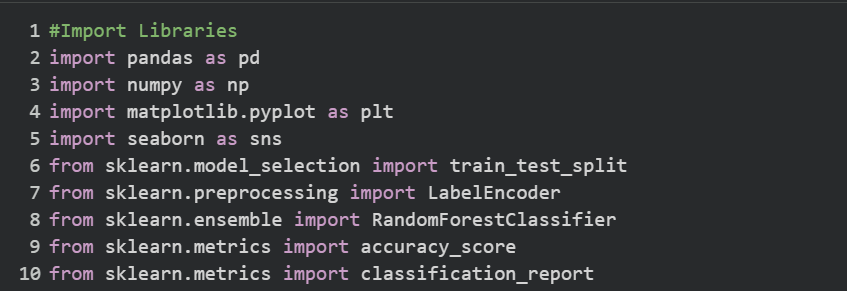 1 #Import Libraries
2 import pandas as pd
3 import numpy as np
4 import matplotlib.pyplot as plt
5 import seaborn as sns
6 from sklearn.model_selection import train_test_split
7 from sklearn.preprocessing import LabelEncoder
8 from sklearn.ensemble import RandomForestClassifier
9 from sklearn.metrics import accuracy_score
10 from sklearn.metrics import classification_report